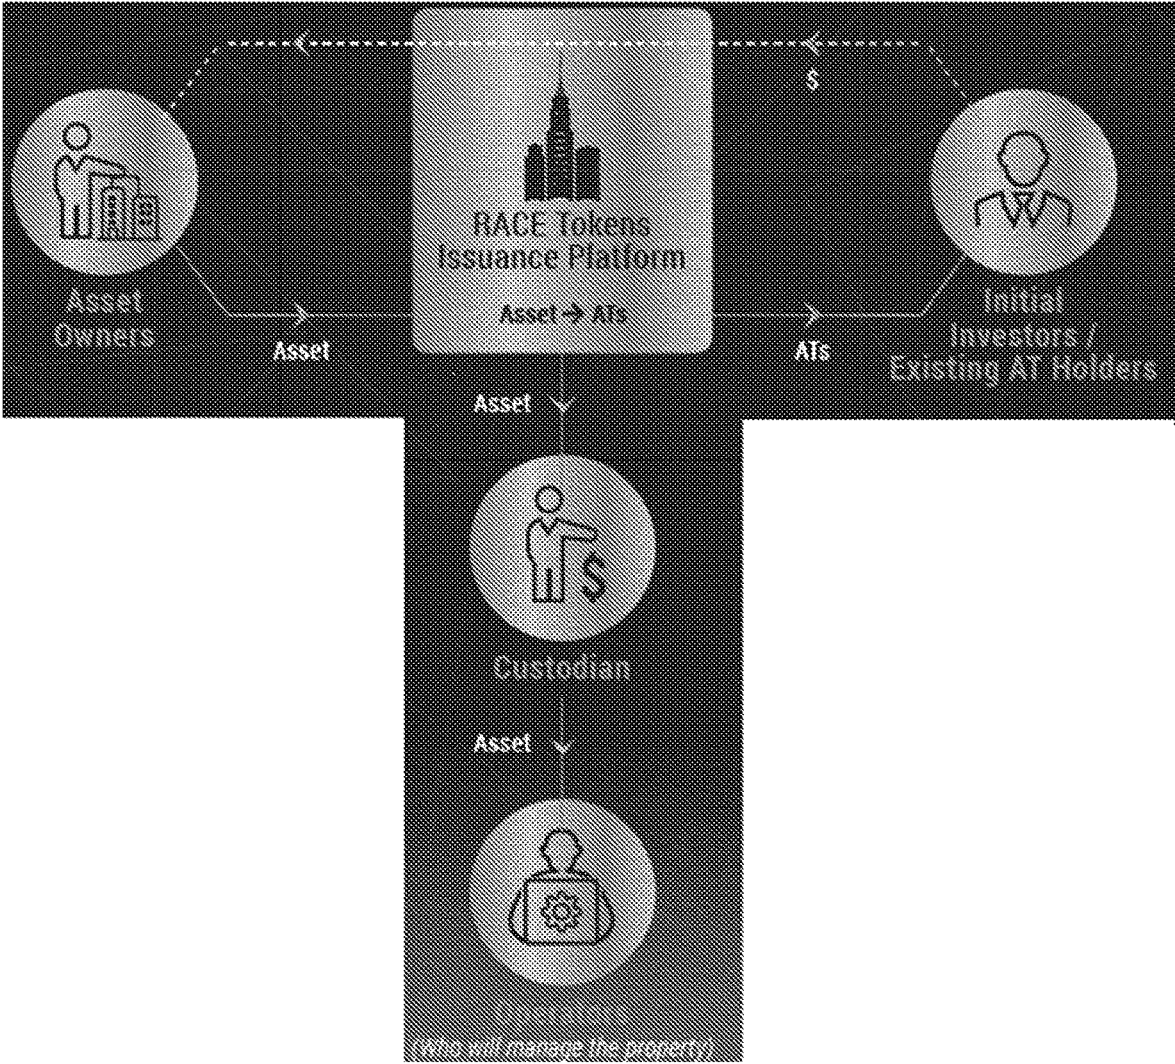 $
RACE Tokens
Issuance Platform
Asset → ATs
Asset
Owners
Asset
ATs
Initial
Investors /
Existing AT Holders
Asset
Custodian
Asset
(Who will manage the property)